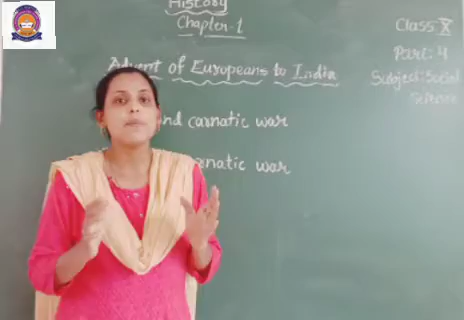 History
Chapter-1
Advent of Europeans to India
nd carnatic war
rnatic war
Class: X
Part: 4
Subject: Social
Science